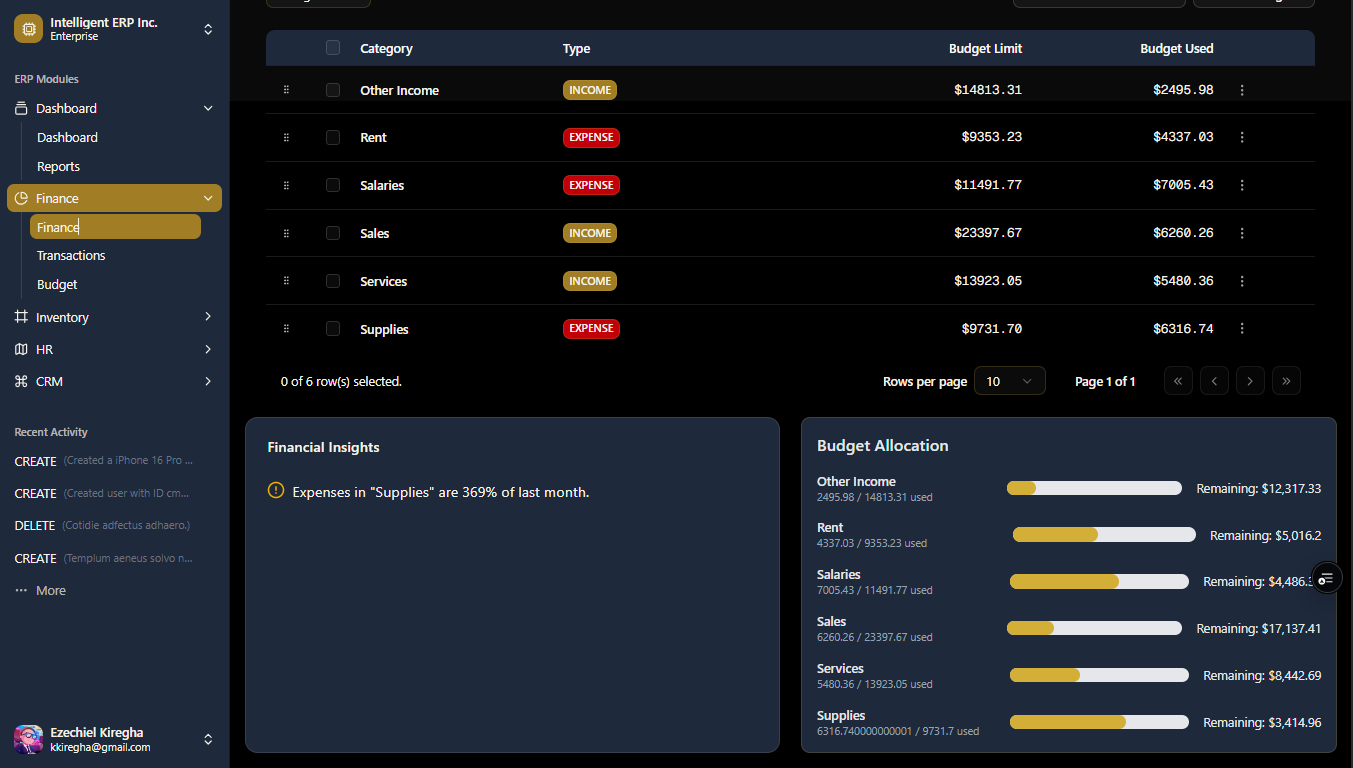 Intelligent ERP Inc.
Enterprise
ERP Modules
Dashboard
Dashboard
Reports
Finance
Finance
Transactions
Budget
Inventory
HR
CRM
Recent Activity
CREATE (Created a iPhone 16 Pro ...
CREATE (Created user with ID cm...
DELETE (Cotidie adfectus adhaero.)
CREATE (Templum aeneus solvo n...
More
Ezechiel Kiregha
kkiregha@gmail.com
Category Type Budget Limit Budget Used
Other Income INCOME $14813.31 $2495.98
Rent EXPENSE $9353.23 $4337.03
Salaries EXPENSE $11491.77 $7005.43
Sales INCOME $23397.67 $6260.26
Services INCOME $13923.05 $5480.36
Supplies EXPENSE $9731.70 $6316.74
0 of 6 row(s) selected. Rows per page 10 Page 1 of 1
Financial Insights
Expenses in "Supplies" are 369% of last month.
Budget Allocation
Other Income
2495.98 / 14813.31 used
Remaining: $12,317.33
Rent
4337.03 / 9353.23 used
Remaining: $5,016.2
Salaries
7005.43 / 11491.77 used
Remaining: $4,486.3
Sales
6260.26 / 23397.67 used
Remaining: $17,137.41
Services
5480.36 / 13923.05 used
Remaining: $8,442.69
Supplies
6316.740000000001 / 9731.7 used
Remaining: $3,414.96